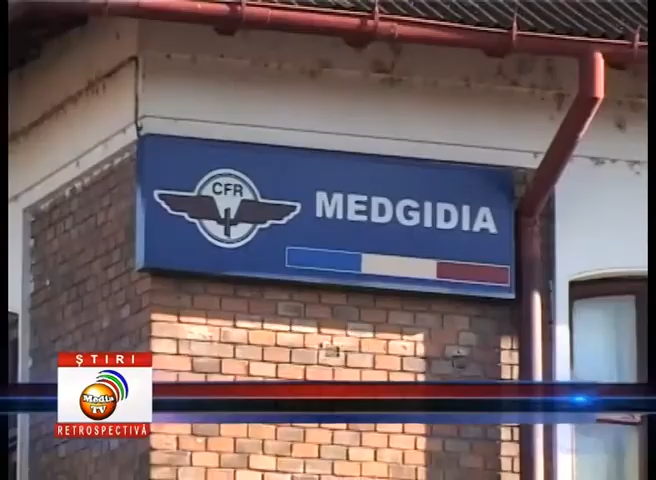 CFR
MEDGIDIA
ȘTIRI
Media
TV
RETROSPECTIVĂ